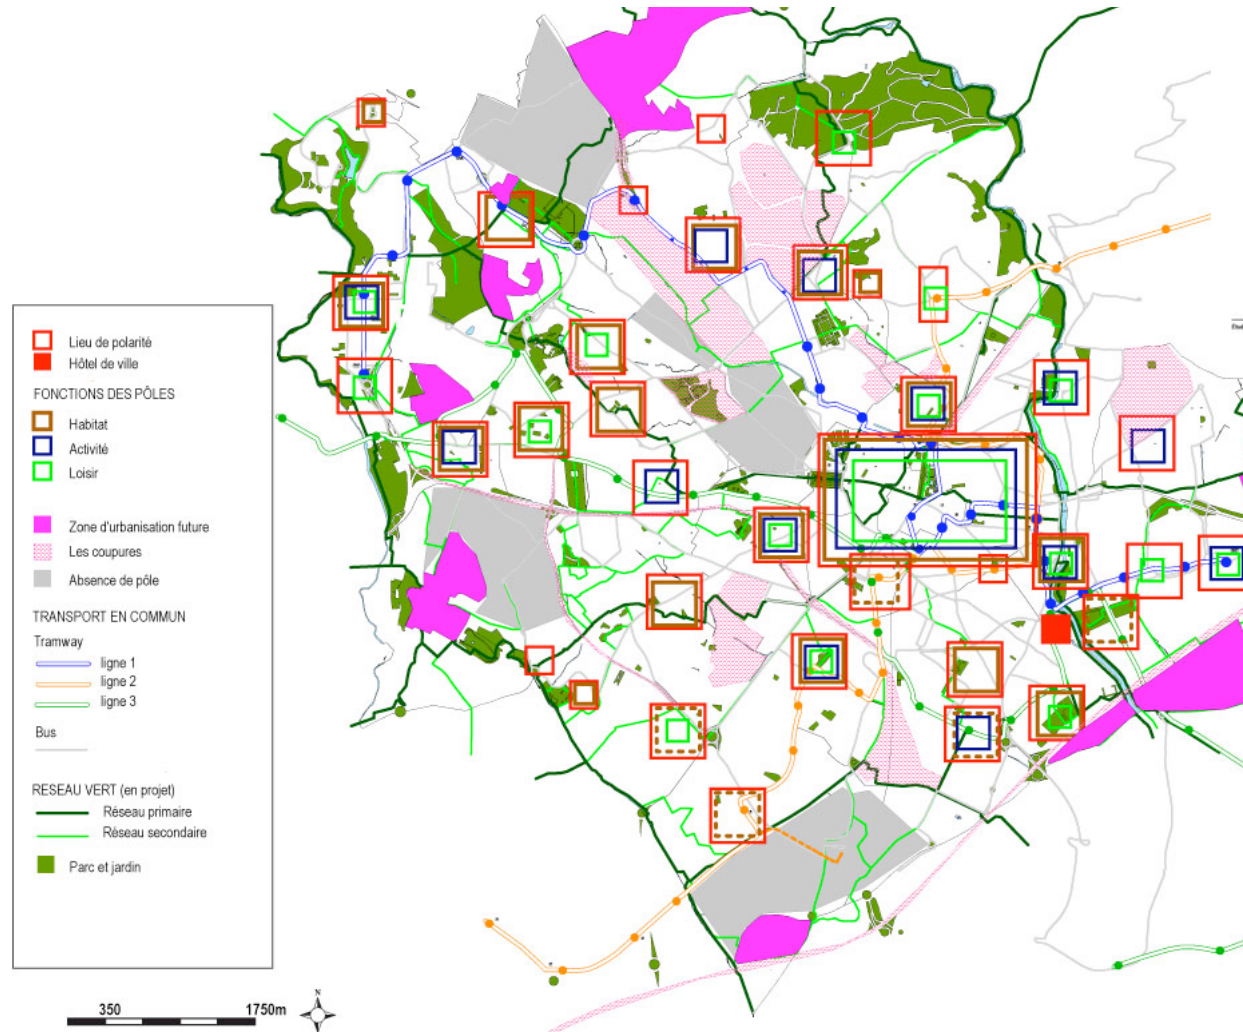 Lieu de polarité
Hôtel de ville
FONCTIONS DES PÔLES
Habitat
Activité
Loisir
Zone d'urbanisation future
Les coupures
Absence de pôle
TRANSPORT EN COMMUN
Tramway
ligne 1
ligne 2
ligne 3
Bus
RESEAU VERT (en projet)
Réseau primaire
Réseau secondaire
Parc et jardin
350 1750m
N